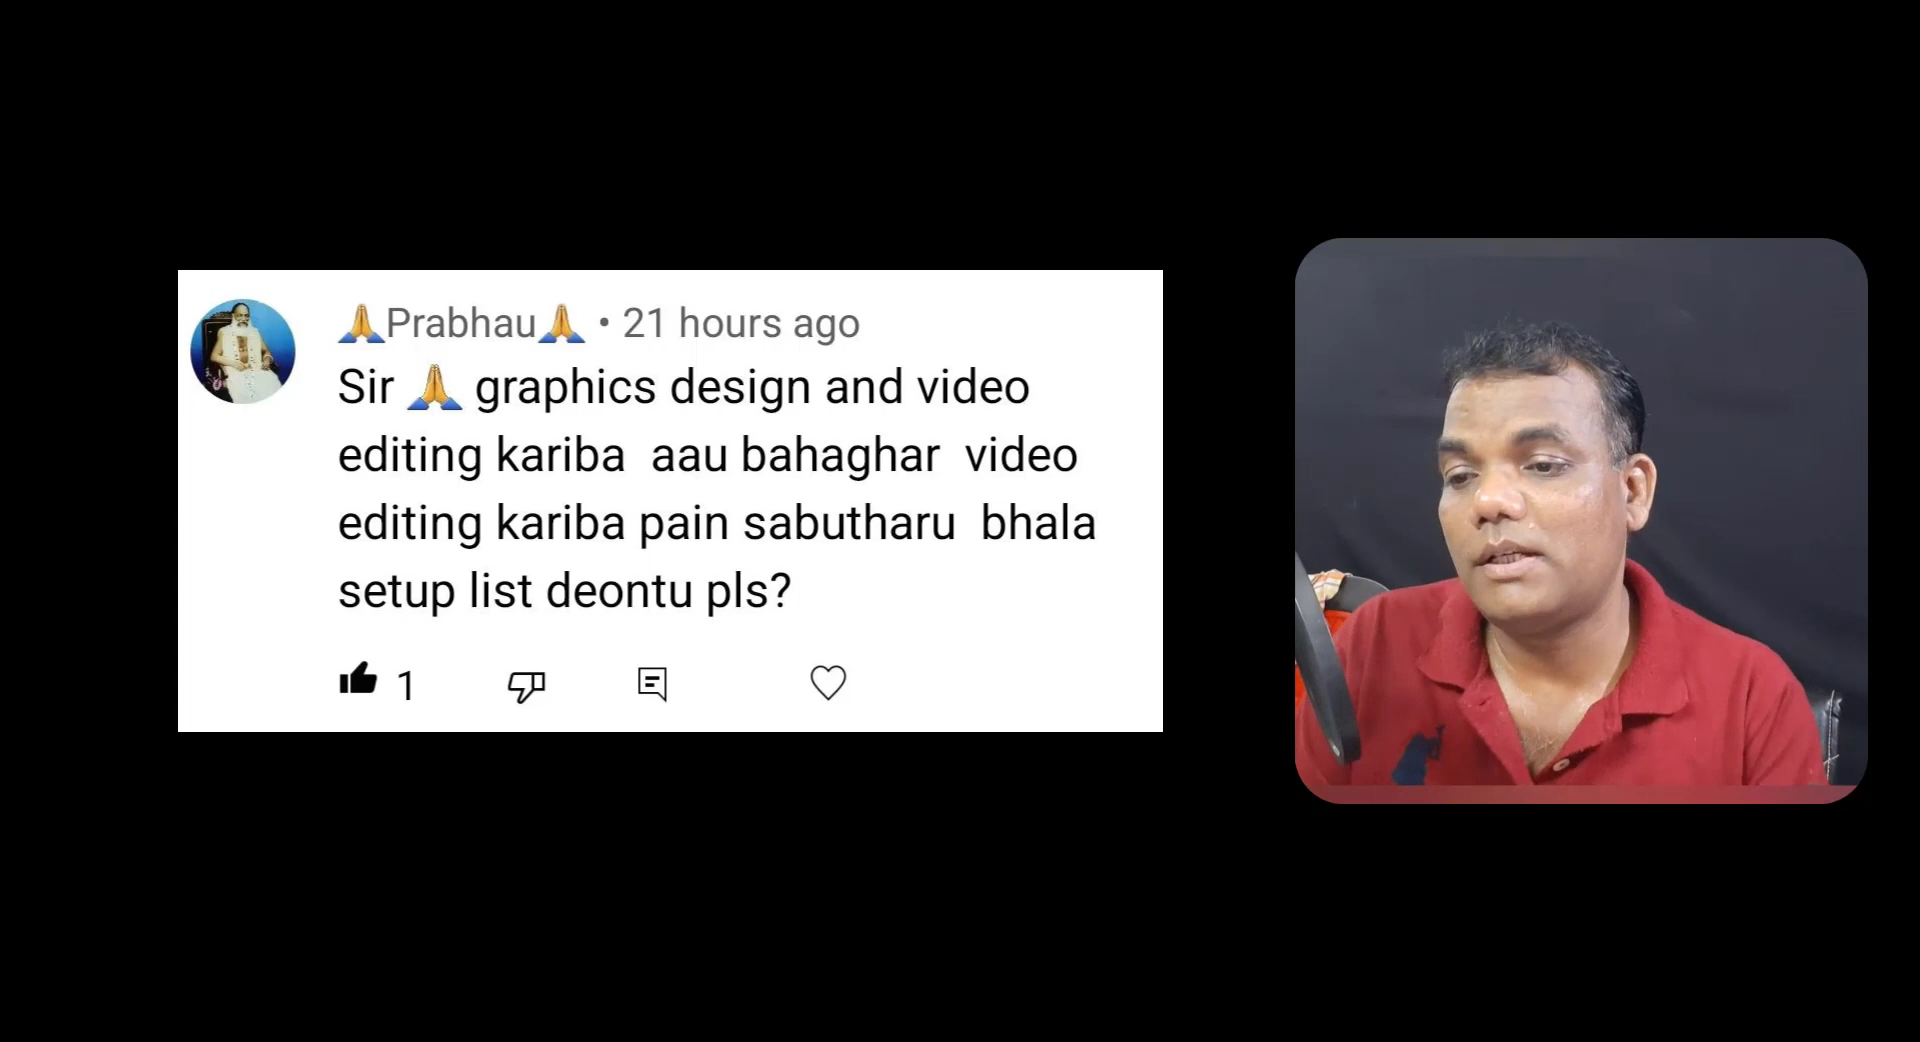 🙏Prabhau🙏 • 21 hours ago
Sir 🙏 graphics design and video
editing kariba aau bahaghar video
editing kariba pain sabutharu bhala
setup list deontu pls?
1